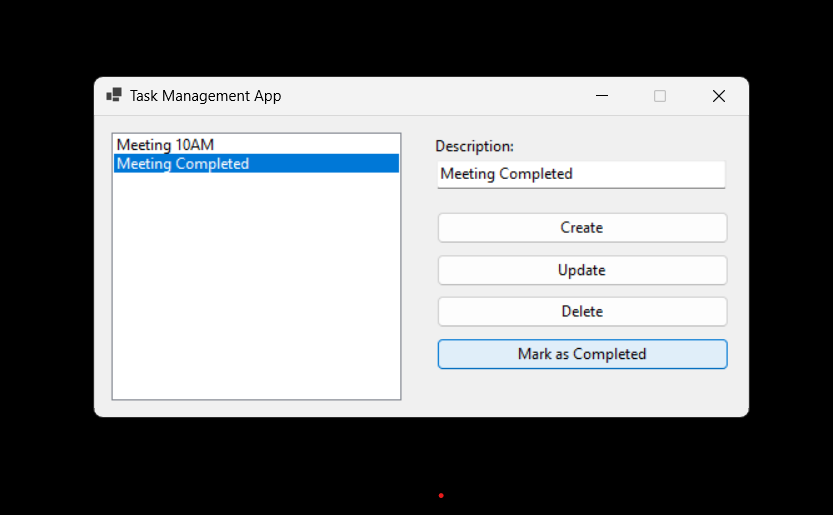 Task Management App
Meeting 10AM
Meeting Completed
Description:
Meeting Completed
Create
Update
Delete
Mark as Completed